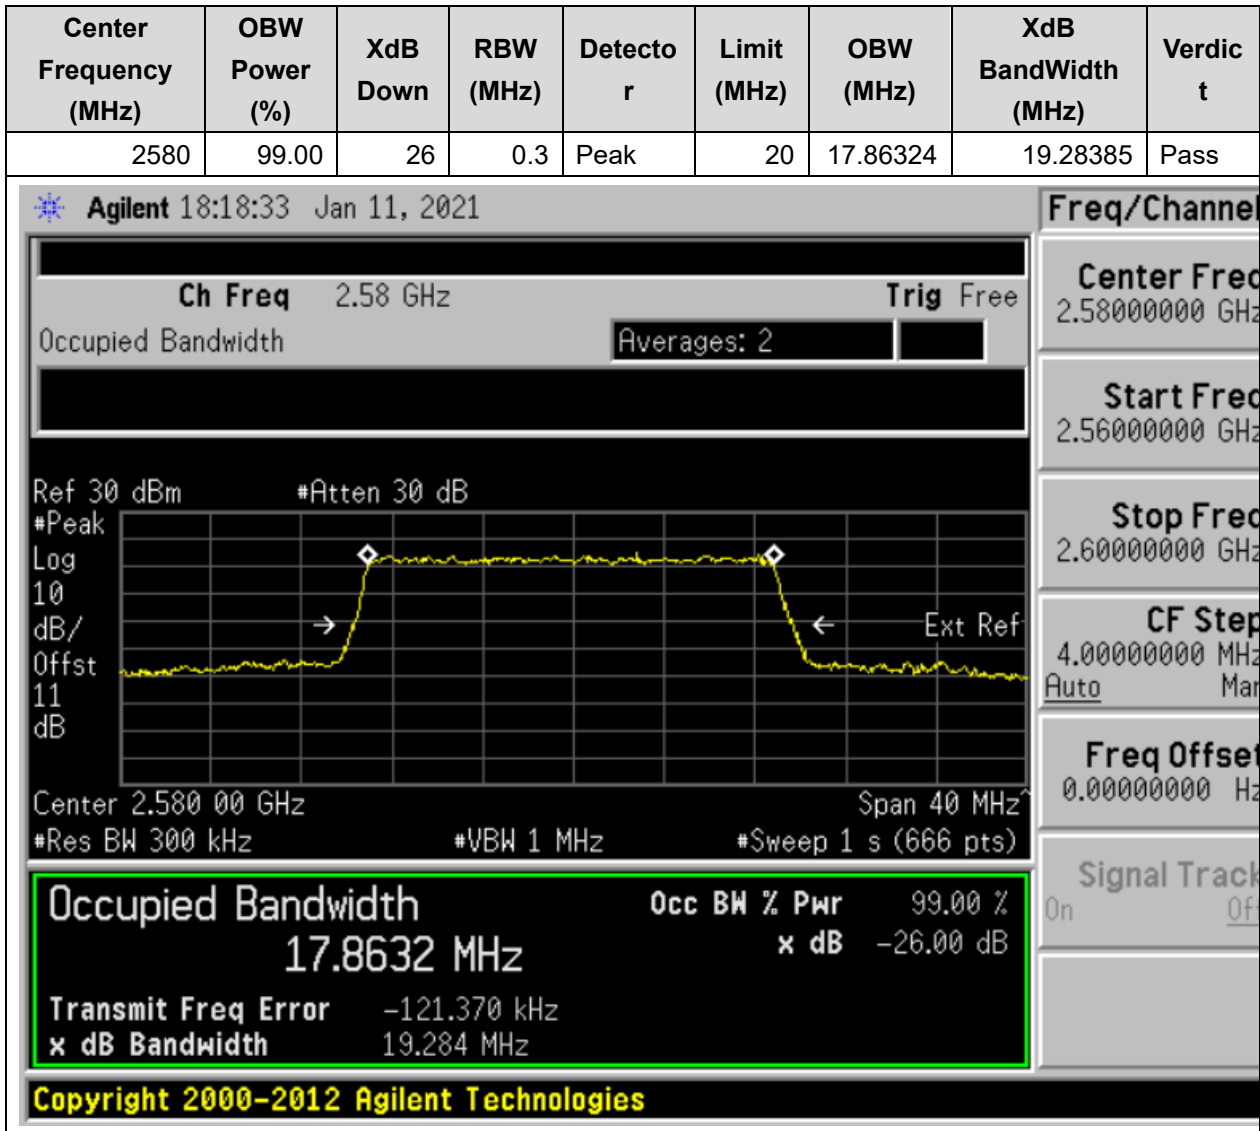 Center Frequency (MHz) OBW Power (%) XdB Down RBW (MHz) Detecto r Limit (MHz) OBW (MHz) XdB BandWidth (MHz) Verdic t
2580 99.00 26 0.3 Peak 20 17.86324 19.28385 Pass
Agilent 18:18:33 Jan 11, 2021
Freq/Channel
Ch Freq 2.58 GHz Trig Free
Occupied Bandwidth Averages: 2
Center Freq
2.58000000 GHz
Start Freq
2.56000000 GHz
Stop Freq
2.60000000 GHz
CF Step
4.00000000 MHz
Auto Man
Freq Offset
0.00000000 Hz
Signal Track
On Off
Ref 30 dBm #Atten 30 dB
#Peak
Log
10
dB/
Offst
11
dB
Ext Ref
Center 2.580 00 GHz Span 40 MHz^
#Res BW 300 kHz #VBW 1 MHz #Sweep 1 s (666 pts)
Occupied Bandwidth Occ BW % Pwr 99.00 %
17.8632 MHz x dB -26.00 dB
Transmit Freq Error -121.370 kHz
x dB Bandwidth 19.284 MHz
Copyright 2000-2012 Agilent Technologies